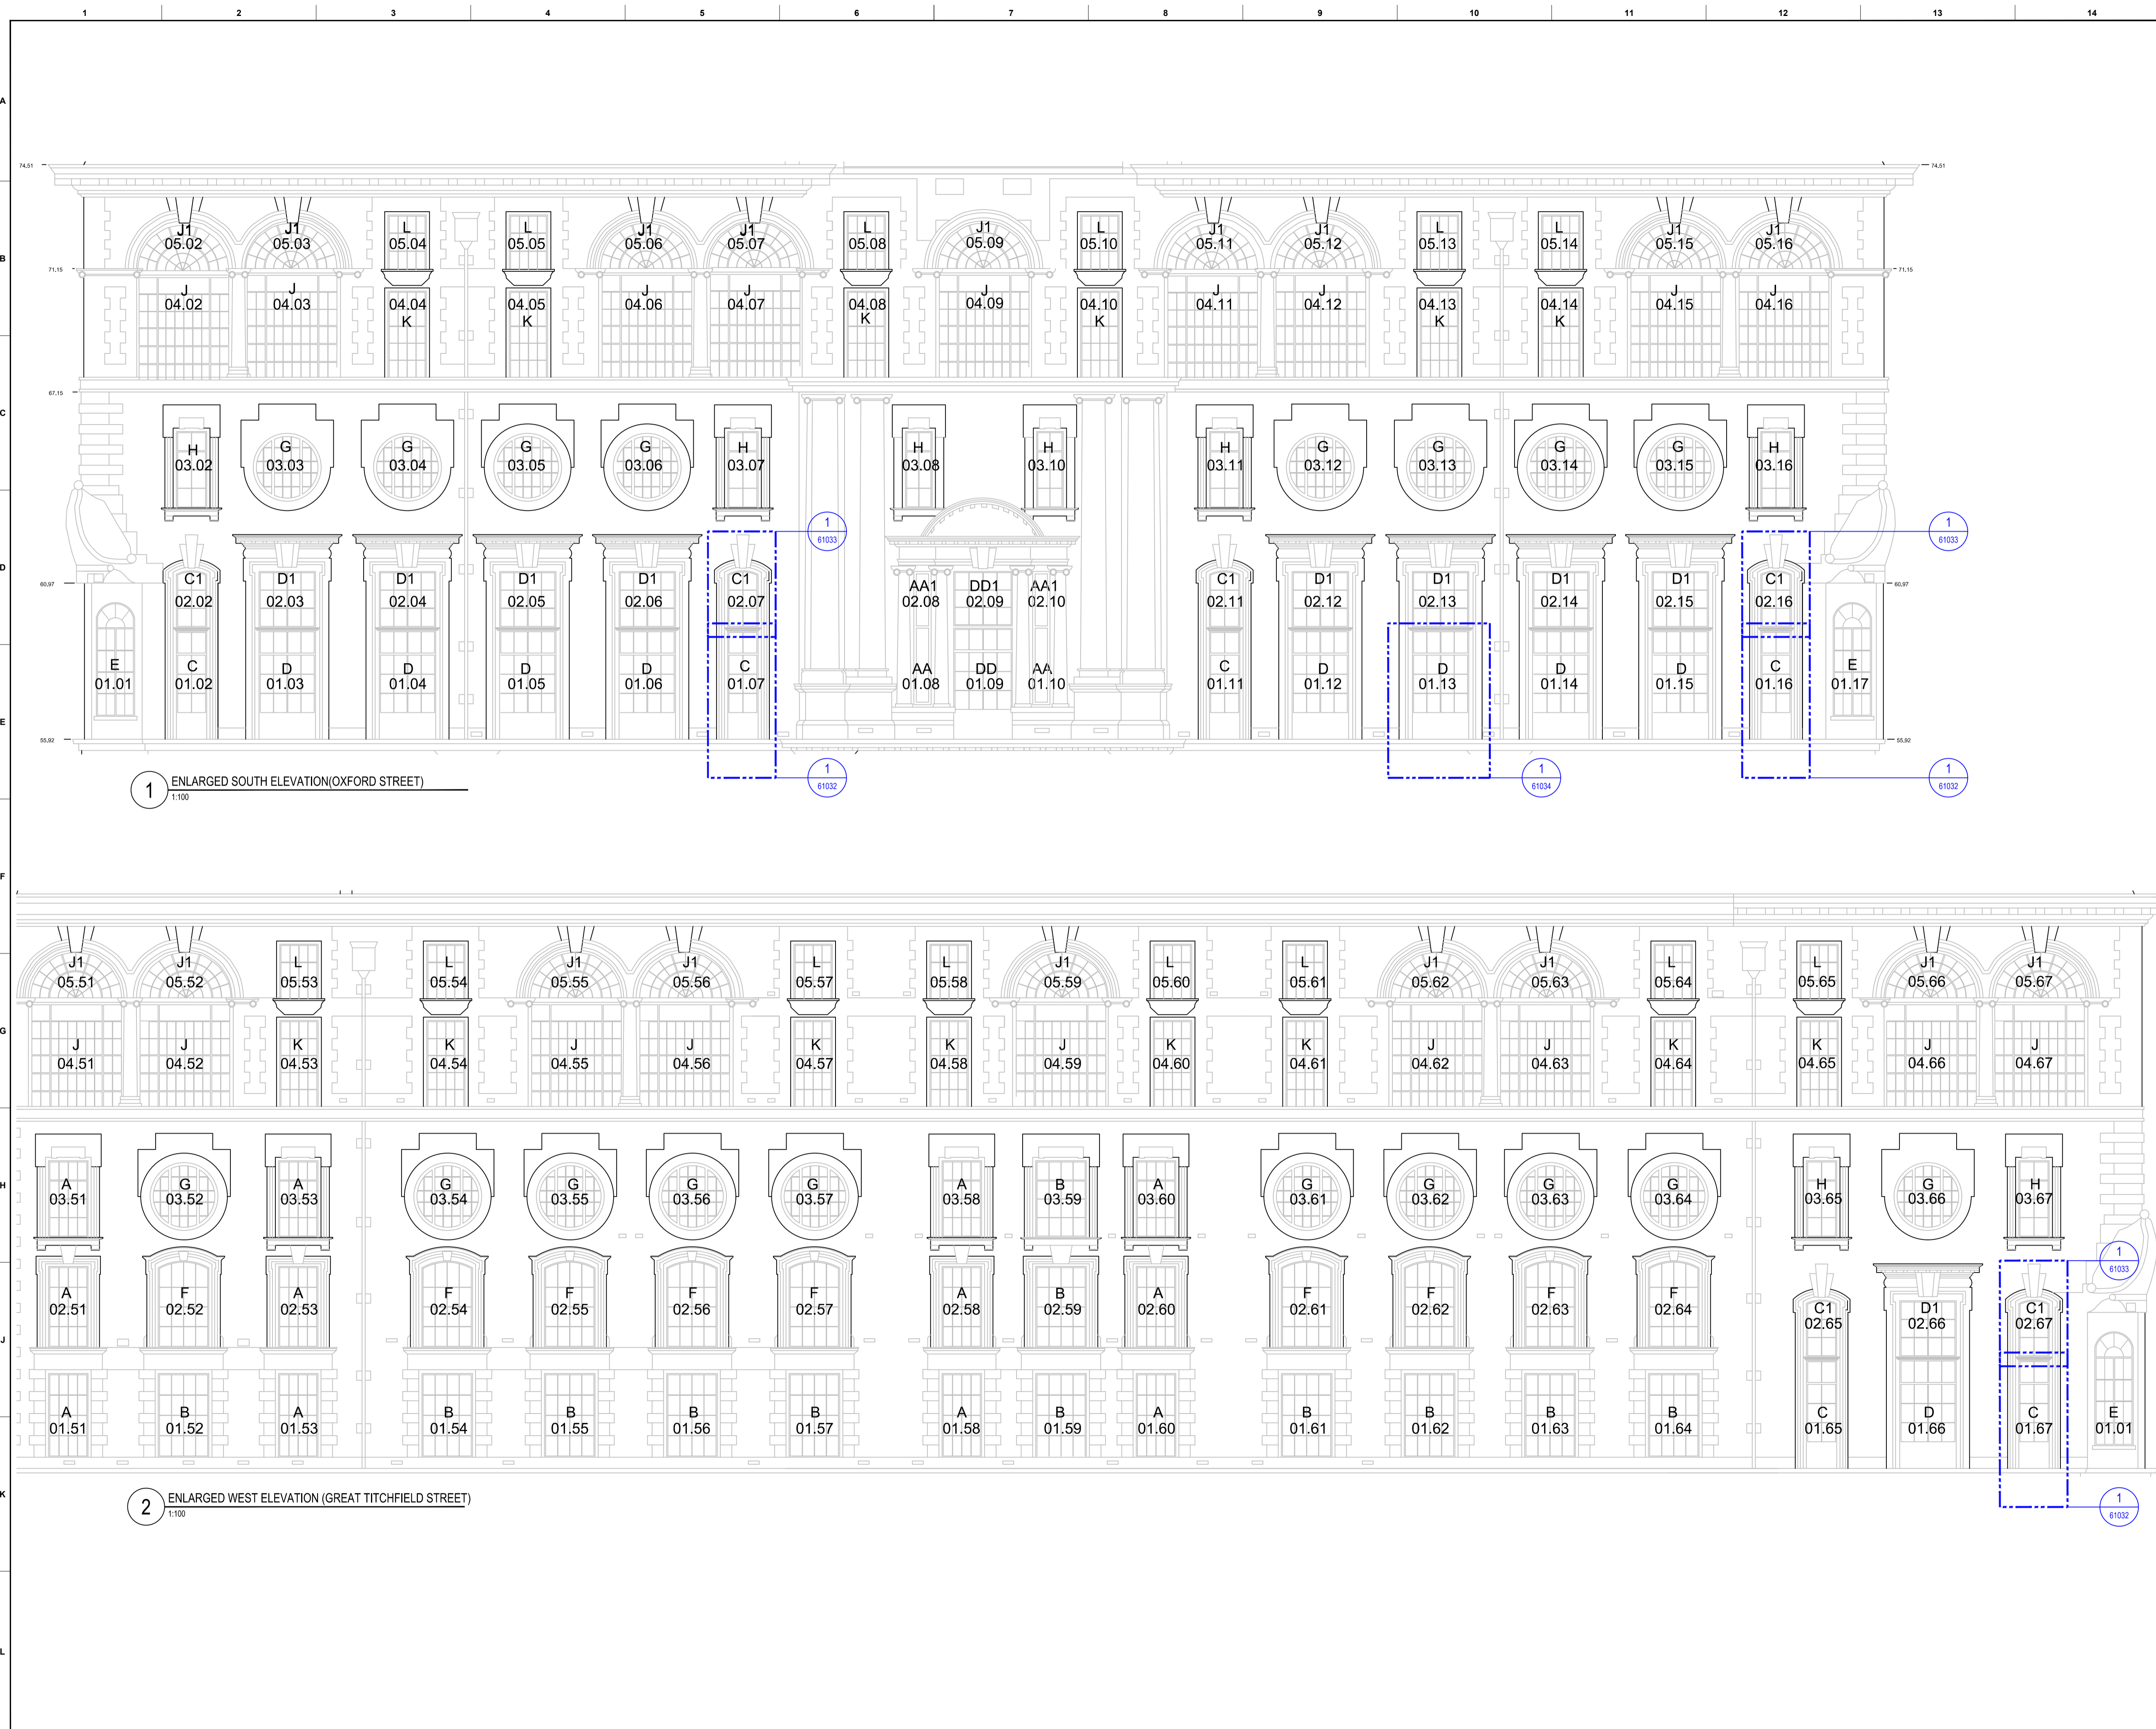 1 2 3 4 5 6 7 8 9 10 11 12 13 14
A
74,51 74,51
J1 J1 L L J1 J1 L J1 L J1 J1 L L J1 J1
05.02 05.03 05.04 05.05 05.06 05.07 05.08 05.09 05.10 05.11 05.12 05.13 05.14 05.15 05.16
B
71,15 71,15
J J J J J J J J J
04.02 04.03 04.04 04.05 04.06 04.07 04.08 04.09 04.10 04.11 04.12 04.13 04.14 04.15 04.16
K K K K K K
67,15
C
H G G G G H H H H G G G G H
03.02 03.03 03.04 03.05 03.06 03.07 03.08 03.10 03.11 03.12 03.13 03.14 03.15 03.16
1 1
61033 61033
D
C1 D1 D1 D1 D1 C1 AA1 DD1 AA1 C1 D1 D1 D1 D1 C1
60,97 60,97
02.02 02.03 02.04 02.05 02.06 02.07 02.08 02.09 02.10 02.11 02.12 02.13 02.14 02.15 02.16
E C D D D D C AA DD AA C D D D D C E
01.01 01.02 01.03 01.04 01.05 01.06 01.07 01.08 01.09 01.10 01.11 01.12 01.13 01.14 01.15 01.16 01.17
E
55,92 55,92
1 ENLARGED SOUTH ELEVATION(OXFORD STREET)
1:100
1 1 1
61032 61034 61032
F
J1 J1 L L J1 J1 L L J1 L L J1 J1 L L J1 J1
05.51 05.52 05.53 05.54 05.55 05.56 05.57 05.58 05.59 05.60 05.61 05.62 05.63 05.64 05.65 05.66 05.67
G
J J K K J J K K J K K J J K K J J
04.51 04.52 04.53 04.54 04.55 04.56 04.57 04.58 04.59 04.60 04.61 04.62 04.63 04.64 04.65 04.66 04.67
H
A G A G G G G A B A G G G G H G H
03.51 03.52 03.53 03.54 03.55 03.56 03.57 03.58 03.59 03.60 03.61 03.62 03.63 03.64 03.65 03.66 03.67
1
61033
A F A F F F F A B A F F F F C1 D1 C1
02.51 02.52 02.53 02.54 02.55 02.56 02.57 02.58 02.59 02.60 02.61 02.62 02.63 02.64 02.65 02.66 02.67
J
A B A B B B B A B A B B B B C D C E
01.51 01.52 01.53 01.54 01.55 01.56 01.57 01.58 01.59 01.60 01.61 01.62 01.63 01.64 01.65 01.66 01.67 01.01
K
2 ENLARGED WEST ELEVATION (GREAT TITCHFIELD STREET)
1:100
1
61032
L